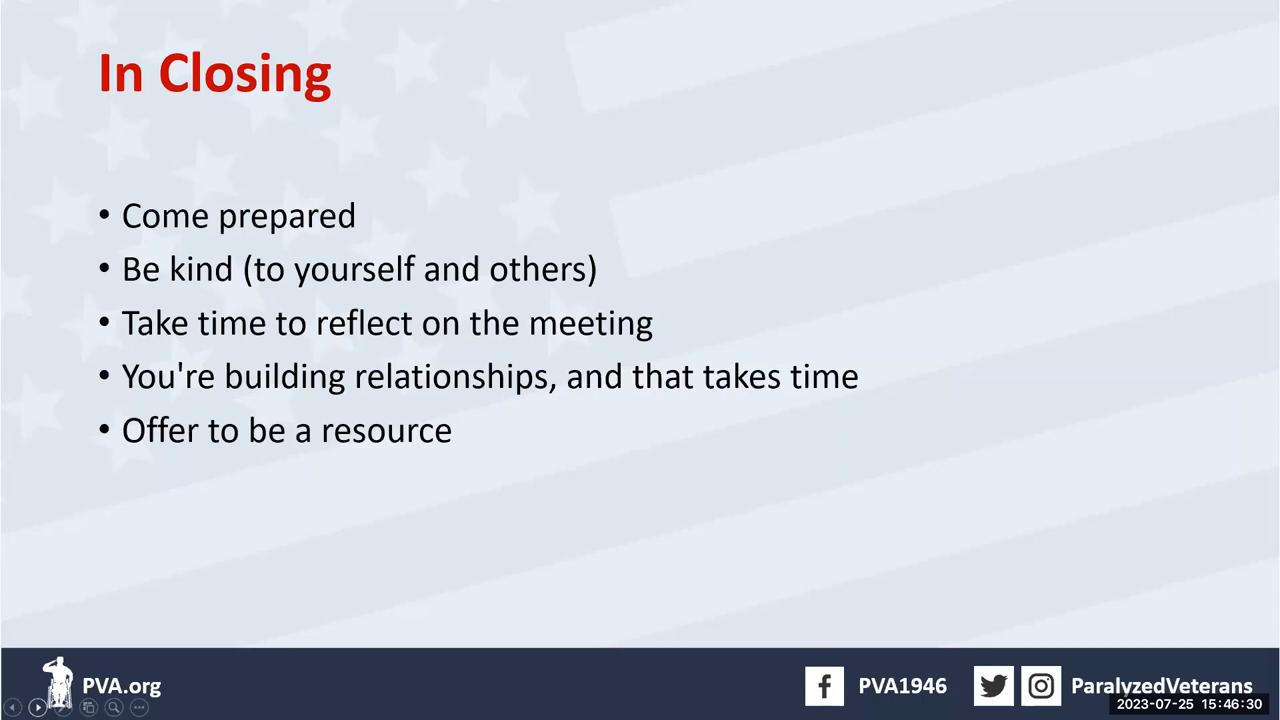 In Closing
• Come prepared
• Be kind (to yourself and others)
• Take time to reflect on the meeting
• You're building relationships, and that takes time
• Offer to be a resource
PVA.org
PVA1946
ParalyzedVeterans
2023-07-25 15:46:30